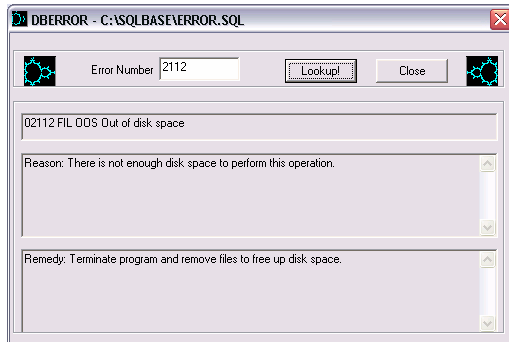 DBERROR - C:\SQLBASE\ERROR.SQL
Error Number 2112 Lookup! Close
02112 FIL OOS Out of disk space
Reason: There is not enough disk space to perform this operation.
Remedy: Terminate program and remove files to free up disk space.